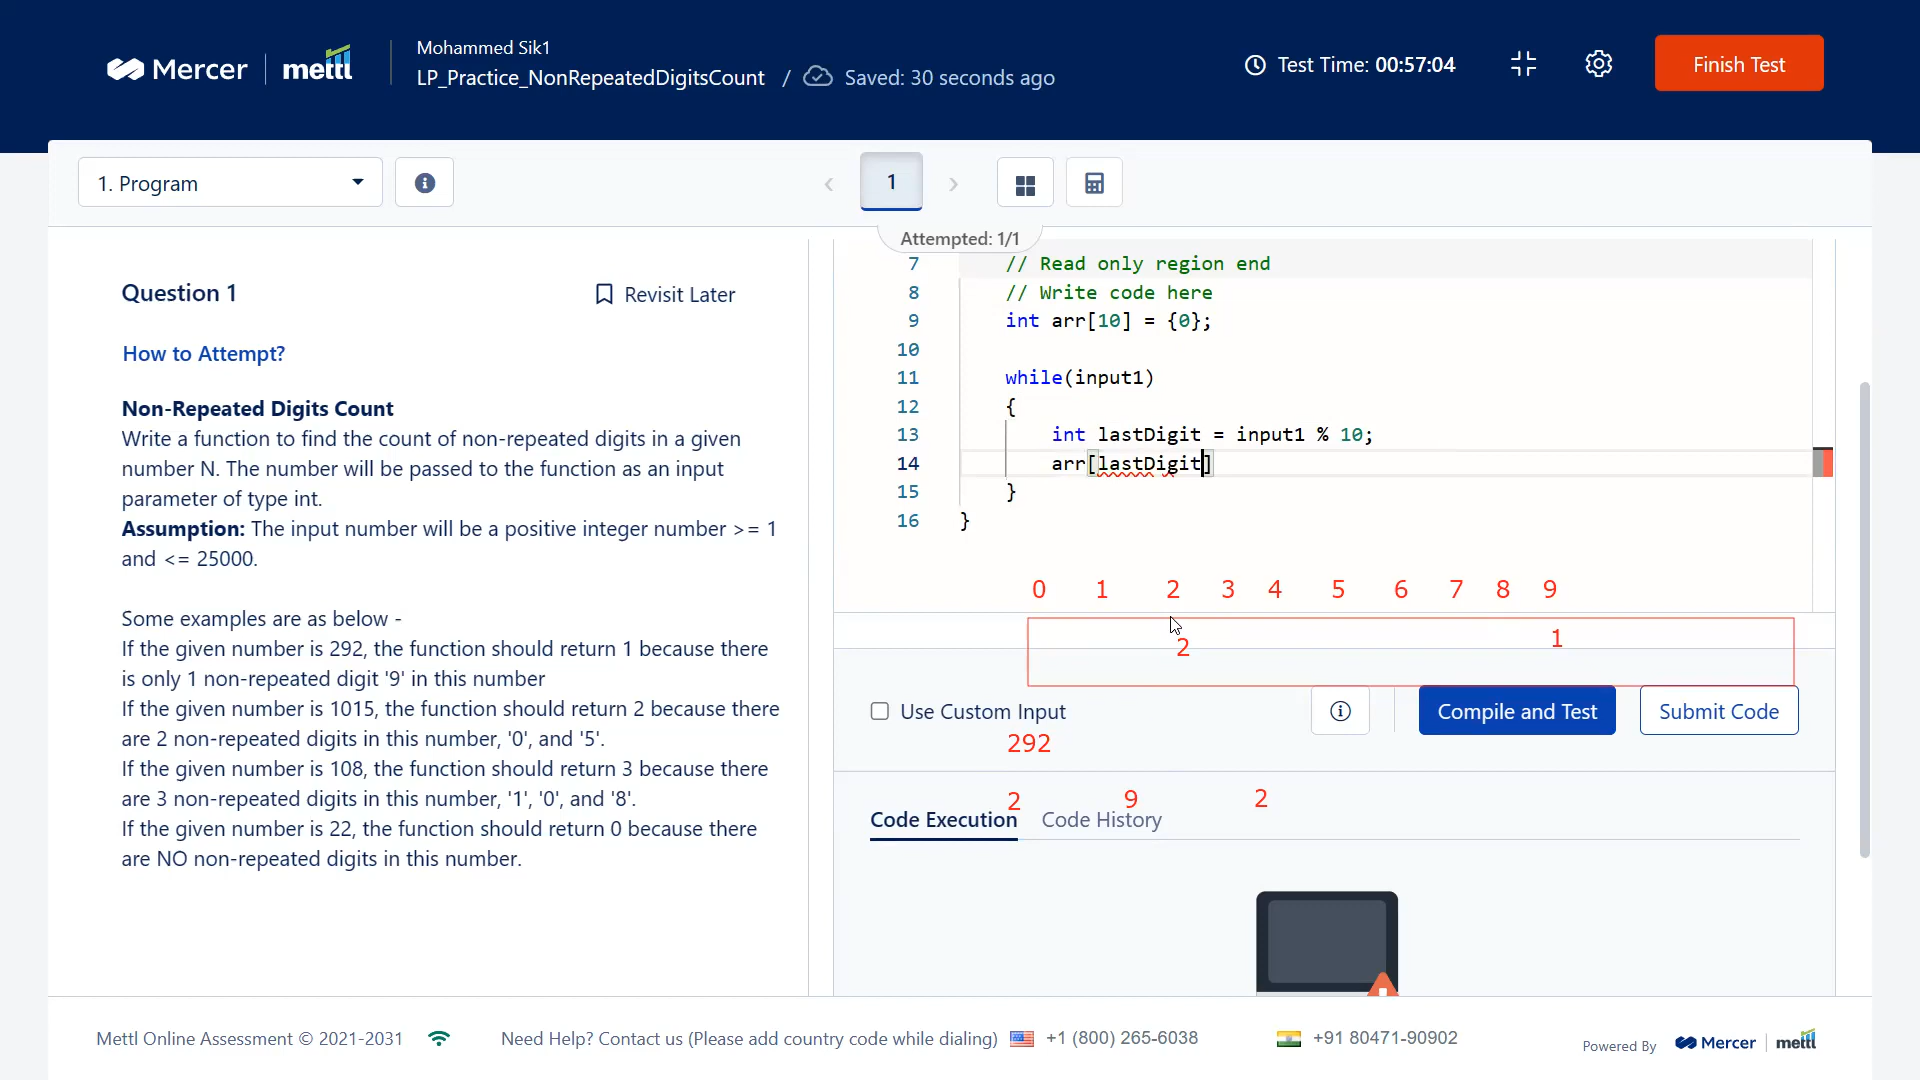 Mercer mettl
Mohammed Sik1
LP_Practice_NonRepeatedDigitsCount / Saved: 30 seconds ago
Test Time: 00:57:04
Finish Test
1. Program
1
Attempted: 1/1
Question 1
Revisit Later
How to Attempt?
Non-Repeated Digits Count
Write a function to find the count of non-repeated digits in a given
number N. The number will be passed to the function as an input
parameter of type int.
Assumption: The input number will be a positive integer number >= 1
and <= 25000.
Some examples are as below -
If the given number is 292, the function should return 1 because there
is only 1 non-repeated digit '9' in this number
If the given number is 1015, the function should return 2 because there
are 2 non-repeated digits in this number, '0', and '5'.
If the given number is 108, the function should return 3 because there
are 3 non-repeated digits in this number, '1', '0', and '8'.
If the given number is 22, the function should return 0 because there
are NO non-repeated digits in this number.
7 // Read only region end
8 // Write code here
9 int arr[10] = {0};
10
11 while(input1)
12 {
13 int lastDigit = input1 % 10;
14 arr[lastDigit]
15 }
16 }
0 1 2 3 4 5 6 7 8 9
2 1
Use Custom Input
Compile and Test
Submit Code
292
2 9 2
Code Execution
Code History
Mettl Online Assessment © 2021-2031
Need Help? Contact us (Please add country code while dialing)
+1 (800) 265-6038
+91 80471-90902
Powered By
Mercer mettl